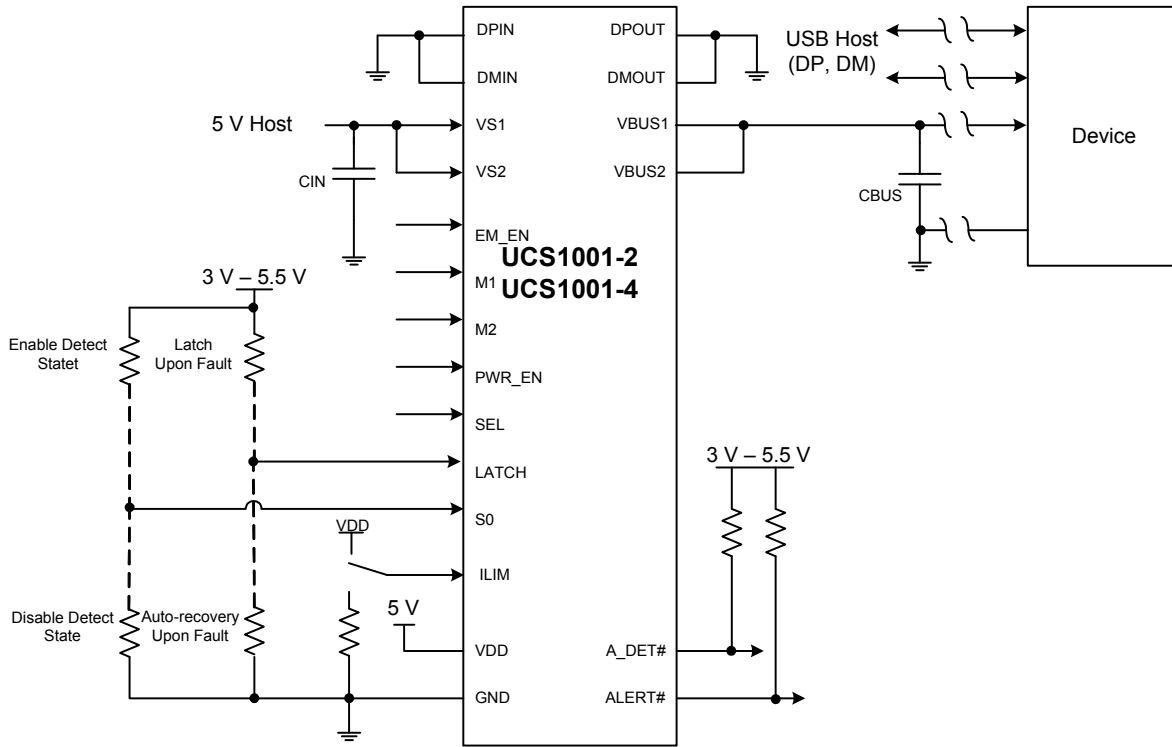 DPIN
DMIN
5 V Host
VS1
VS2
CIN
EM_EN
UCS1001-2
UCS1001-4
M1
M2
PWR_EN
SEL
LATCH
S0
ILIM
VDD
GND
3 V – 5.5 V
Enable Detect
Statet
Latch
Upon Fault
Disable Detect
State
Auto-recovery
Upon Fault
VDD
5 V
DPOUT
DMOUT
VBUS1
VBUS2
USB Host
(DP, DM)
CBUS
Device
3 V – 5.5 V
A_DET#
ALERT#